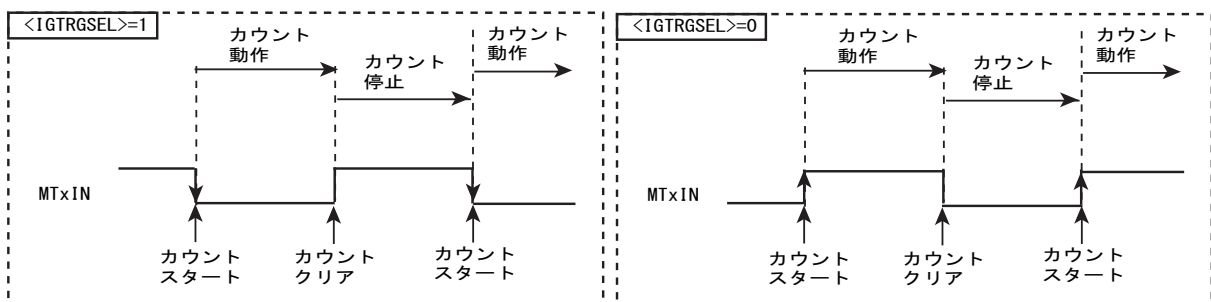 <IGTRGSEL>=1
カウント
動作
カウント
停止
カウント
動作
MTxIN
カウント
スタート
カウント
クリア
カウント
スタート
<IGTRGSEL>=0
カウント
動作
カウント
停止
カウント
動作
MTxIN
カウント
スタート
カウント
クリア
カウント
スタート